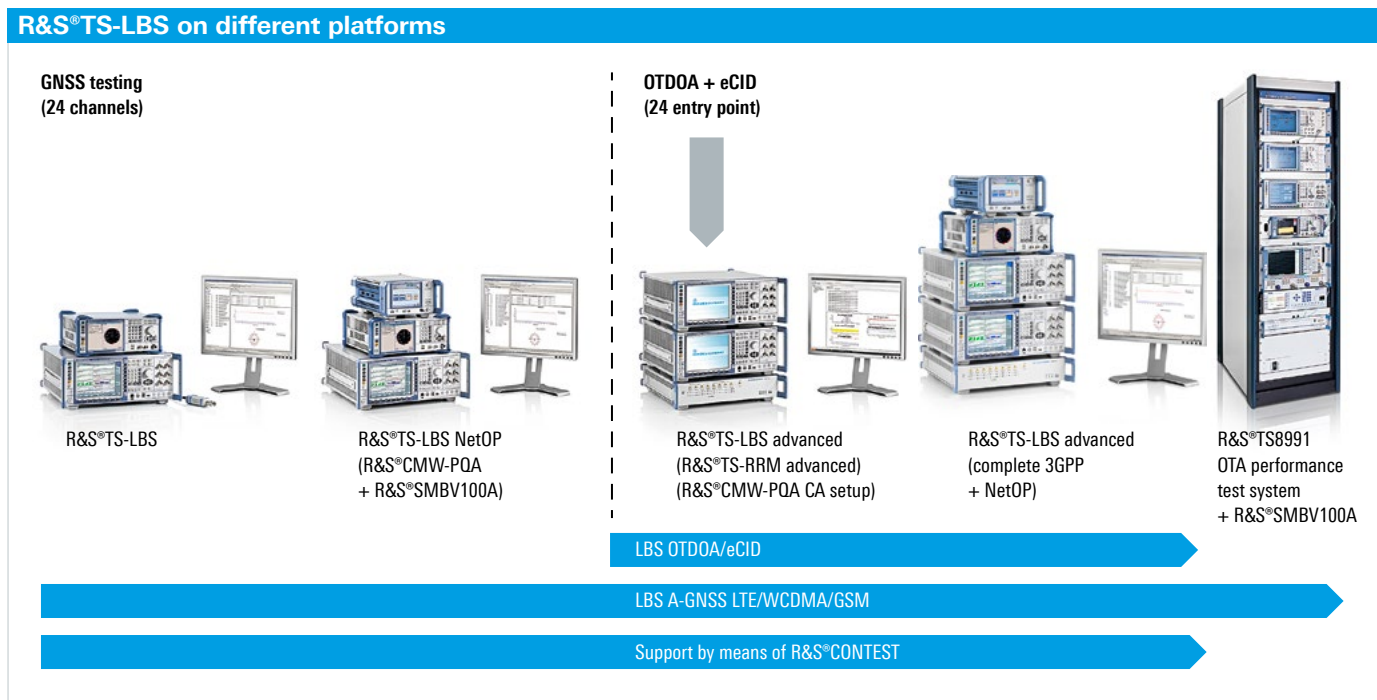 R&S®TS-LBS on different platforms
GNSS testing
(24 channels)
OTDOA + eCID
(24 entry point)
R&S®TS-LBS
R&S®TS-LBS NetOP
(R&S®CMW-PQA
+ R&S®SMBV100A)
R&S®TS-LBS advanced
(R&S®TS-RRM advanced)
(R&S®CMW-PQA CA setup)
R&S®TS-LBS advanced
(complete 3GPP
+ NetOP)
R&S®TS8991
OTA performance
test system
+ R&S®SMBV100A
LBS OTDOA/eCID
LBS A-GNSS LTE/WCDMA/GSM
Support by means of R&S®CONTEST